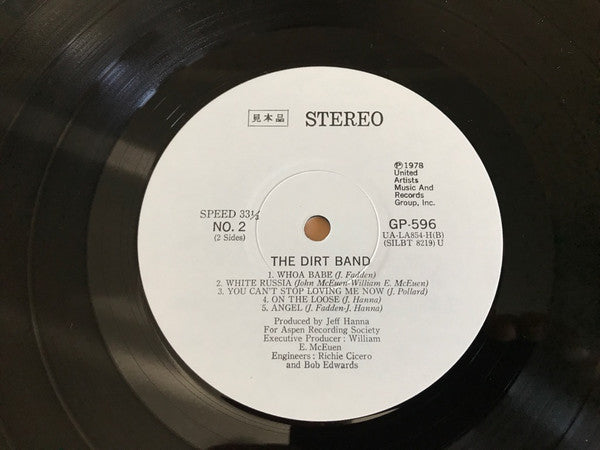 見本品 STEREO
℗1978
United
Artists
Music And
Records
Group, Inc.
SPEED 33⅓
NO. 2
(2 Sides)
GP-596
UA-LA854-H(B)
(SILBT 8219) U
THE DIRT BAND
1. WHOA BABE (J. Fadden)
2. WHITE RUSSIA (John McEuen-William E. McEuen)
3. YOU CAN'T STOP LOVING ME NOW (J. Pollard)
4. ON THE LOOSE (J. Hanna)
5. ANGEL (J. Fadden-J. Hanna)
Produced by Jeff Hanna
For Aspen Recording Society
Executive Producer : William
E. McEuen
Engineers : Richie Cicero
and Bob Edwards